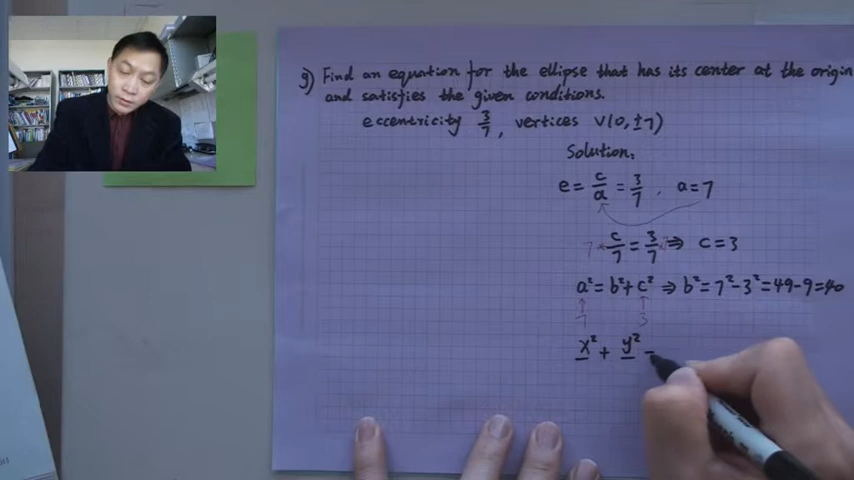 9) Find an equation for the ellipse that has its center at the origin
and satisfies the given conditions.
eccentricity 3/7, vertices V(0, ±7)
Solution:
e = c/a = 3/7, a = 7
7 · c/7 = 3/7 · 7 ⇒ c = 3
a² = b² + c² ⇒ b² = 7² - 3² = 49 - 9 = 40
7 3
x² + y² =